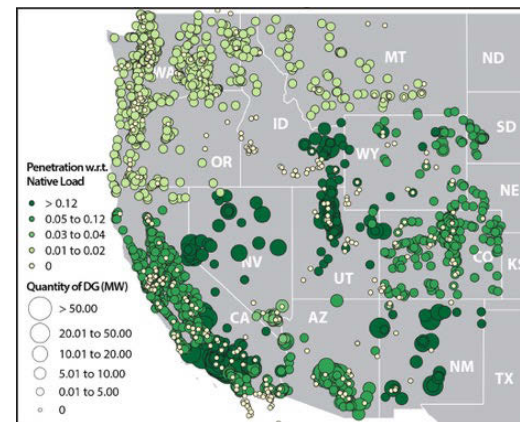 WA
MT
ND
ID
SD
OR
WY
Penetration w.r.t.
Native Load
> 0.12
0.05 to 0.12
0.03 to 0.04
0.01 to 0.02
0
NE
NV
UT
CO
KS
Quantity of DG (MW)
> 50.00
20.01 to 50.00
10.01 to 20.00
5.01 to 10.00
0.01 to 5.00
0
CA
AZ
NM
TX